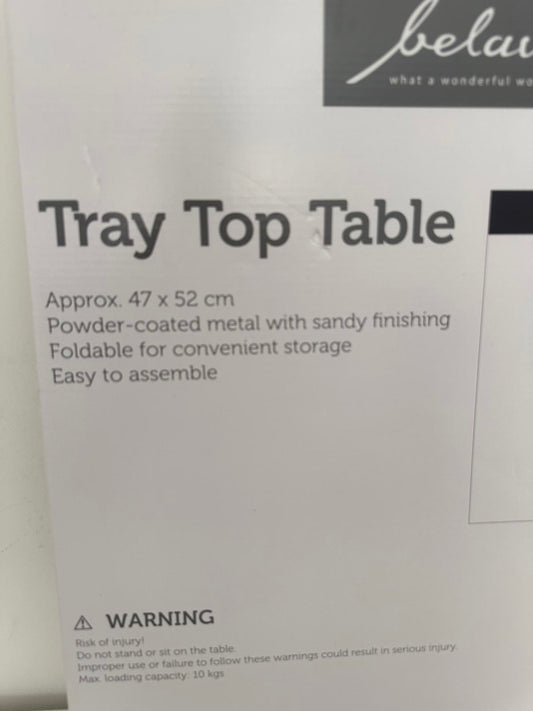 what a wonderful
Tray Top Table
Approx. 47 x 52 cm
Powder-coated metal with sandy finishing
Foldable for convenient storage
Easy to assemble
WARNING
Risk of injury!
Do not stand or sit on the table.
Improper use or failure to follow these warnings could result in serious injury.
Max. loading capacity: 10 kgs